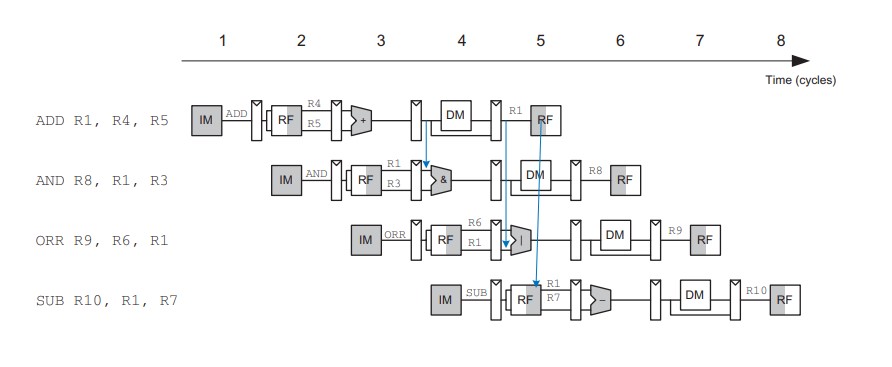 1 2 3 4 5 6 7 8
Time (cycles)
ADD R1, R4, R5 IM ADD RF R4 R5 + DM R1 RF
AND R8, R1, R3 IM AND RF R1 R3 & DM R8 RF
ORR R9, R6, R1 IM ORR RF R6 R1 | DM R9 RF
SUB R10, R1, R7 IM SUB RF R1 R7 − DM R10 RF